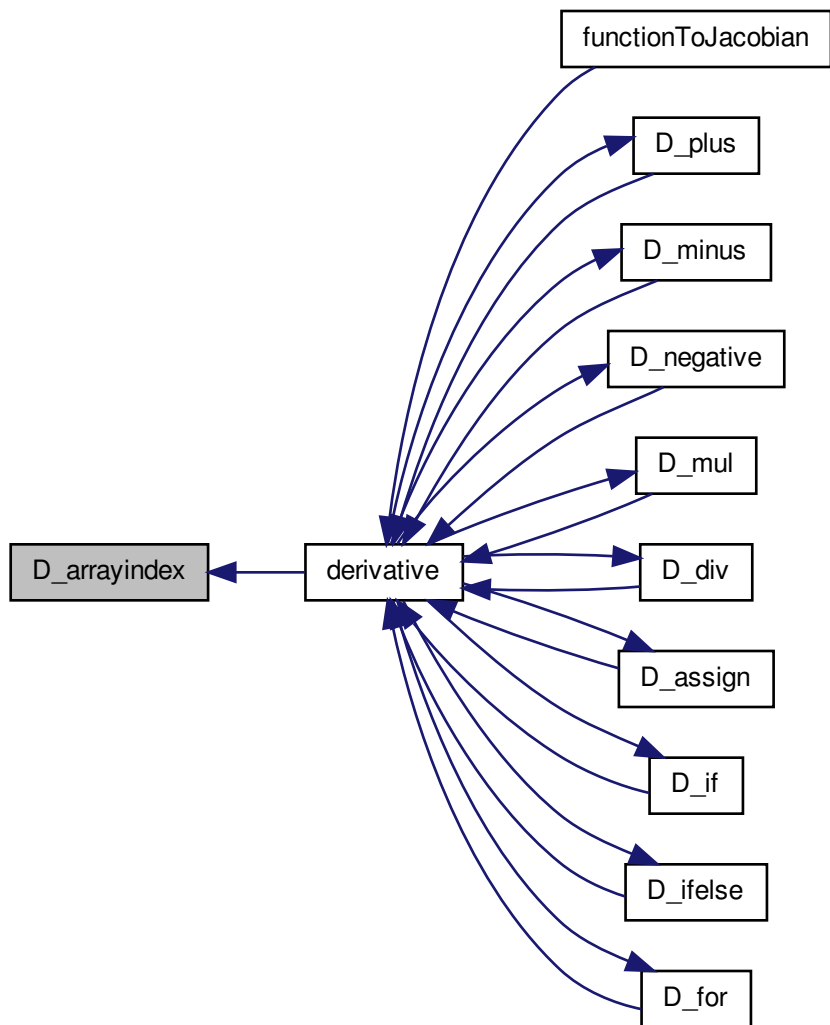 functionToJacobian
D_plus
D_minus
D_negative
D_mul
D_arrayindex
derivative
D_div
D_assign
D_if
D_ifelse
D_for